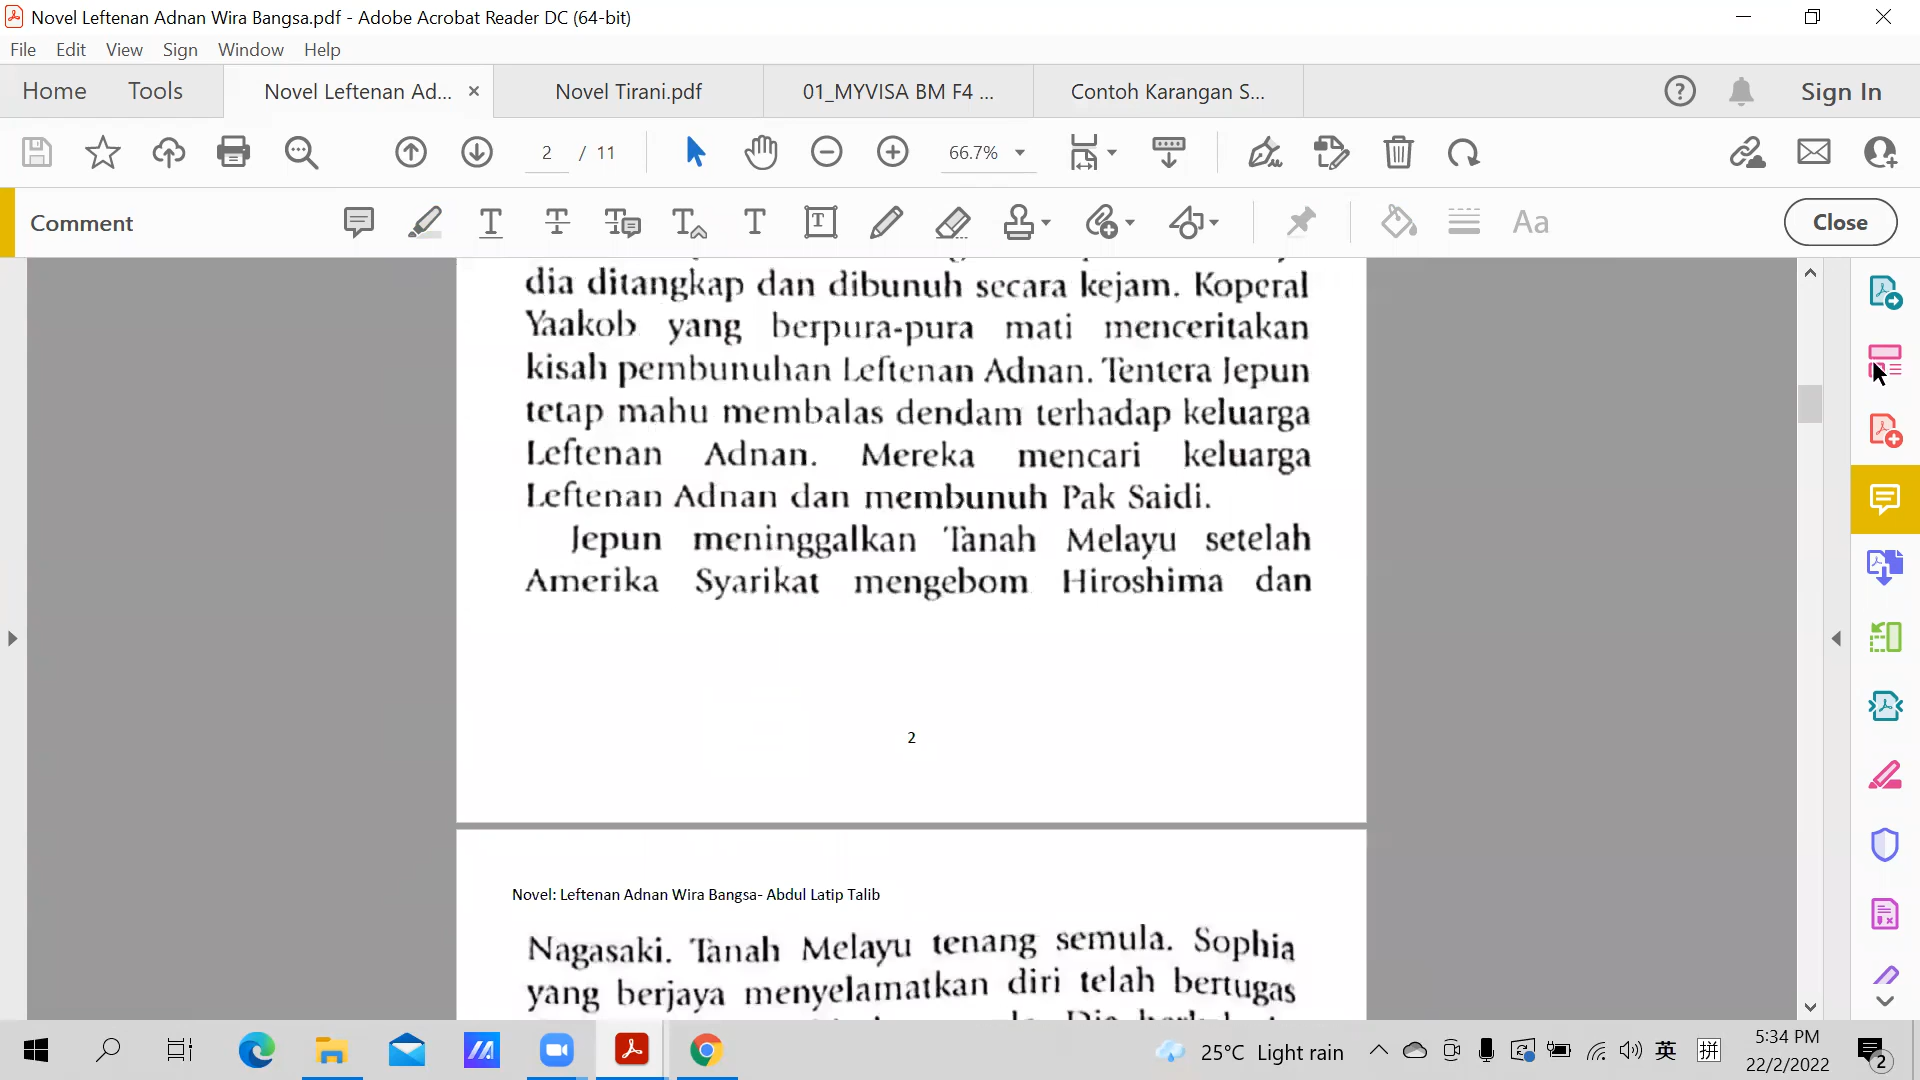 Novel Leftenan Adnan Wira Bangsa.pdf - Adobe Acrobat Reader DC (64-bit)
File Edit View Sign Window Help
Home Tools Novel Leftenan Ad... × Novel Tirani.pdf 01_MYVISA BM F4 ... Contoh Karangan S... Sign In
2 / 11 66.7%
Comment Aa Close
dia ditangkap dan dibunuh secara kejam. Koperal
Yaakob yang berpura-pura mati menceritakan
kisah pembunuhan Leftenan Adnan. Tentera Jepun
tetap mahu membalas dendam terhadap keluarga
Leftenan Adnan. Mereka mencari keluarga
Leftenan Adnan dan membunuh Pak Saidi.
Jepun meninggalkan Tanah Melayu setelah
Amerika Syarikat mengebom Hiroshima dan
2
Novel: Leftenan Adnan Wira Bangsa- Abdul Latip Talib
Nagasaki. Tanah Melayu tenang semula. Sophia
yang berjaya menyelamatkan diri telah bertugas
25°C Light rain 英 拼 5:34 PM
22/2/2022 2